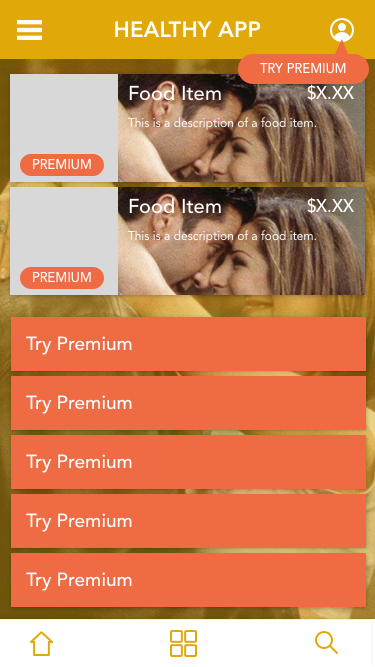 HEALTHY APP
TRY PREMIUM
Food Item
$X.XX
This is a description of a food item.
PREMIUM
Food Item
$X.XX
This is a description of a food item.
PREMIUM
Try Premium
Try Premium
Try Premium
Try Premium
Try Premium